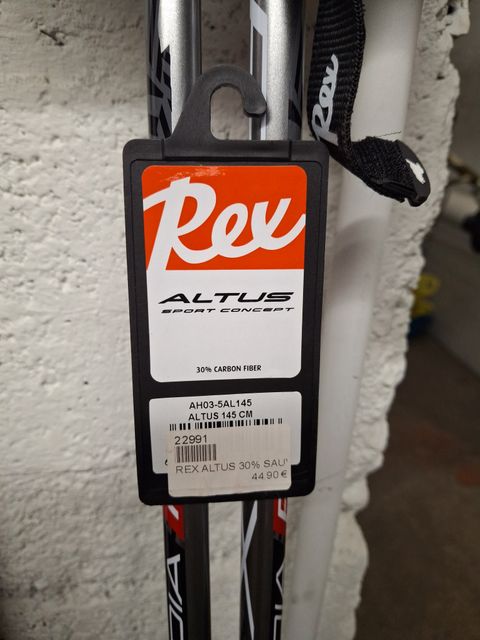 Rex
Rex
ALTUS
SPORT CONCEPT
30% CARBON FIBER
AH03-5AL145
ALTUS 145 CM
22991
REX ALTUS 30% SAU
44.90 €